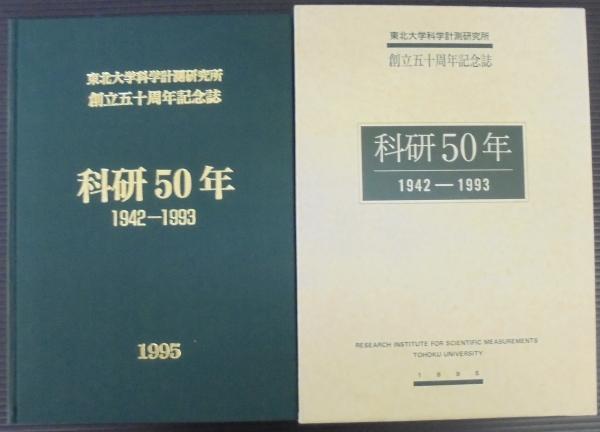 東北大学科学計測研究所
創立五十周年記念誌
科研50年
1942—1993
1995
東北大学科学計測研究所
創立五十周年記念誌
科研50年
1942—1993
RESEARCH INSTITUTE FOR SCIENTIFIC MEASUREMENTS
TOHOKU UNIVERSITY
1995